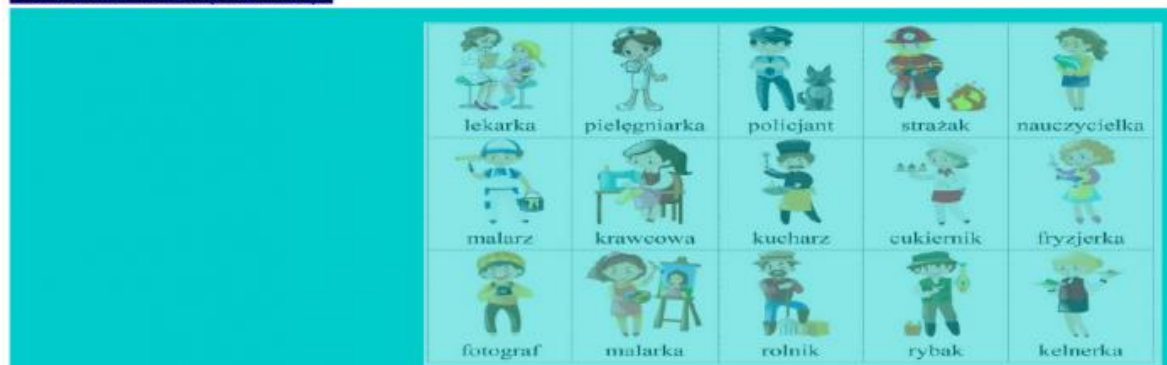 lekarka pielęgniarka policjant strażak nauczycielka
malarz krawcowa kucharz cukiernik fryzjerka
fotograf malarka rolnik rybak kelnerka